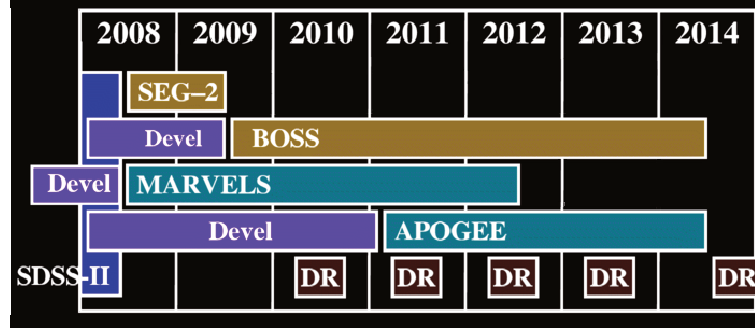 2008 2009 2010 2011 2012 2013 2014
SEG–2
Devel BOSS
Devel MARVELS
Devel APOGEE
SDSS-II DR DR DR DR DR